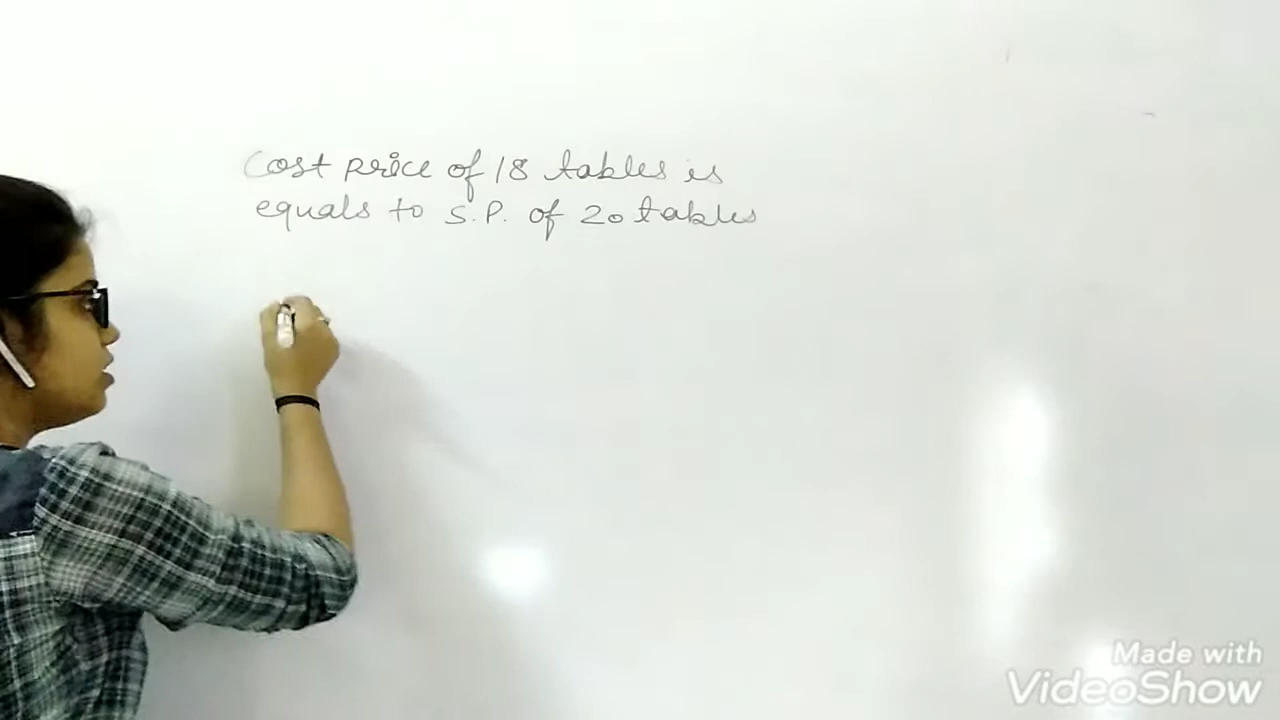 Cost price of 18 tables is
equals to S.P. of 20 tables
Made with
VideoShow